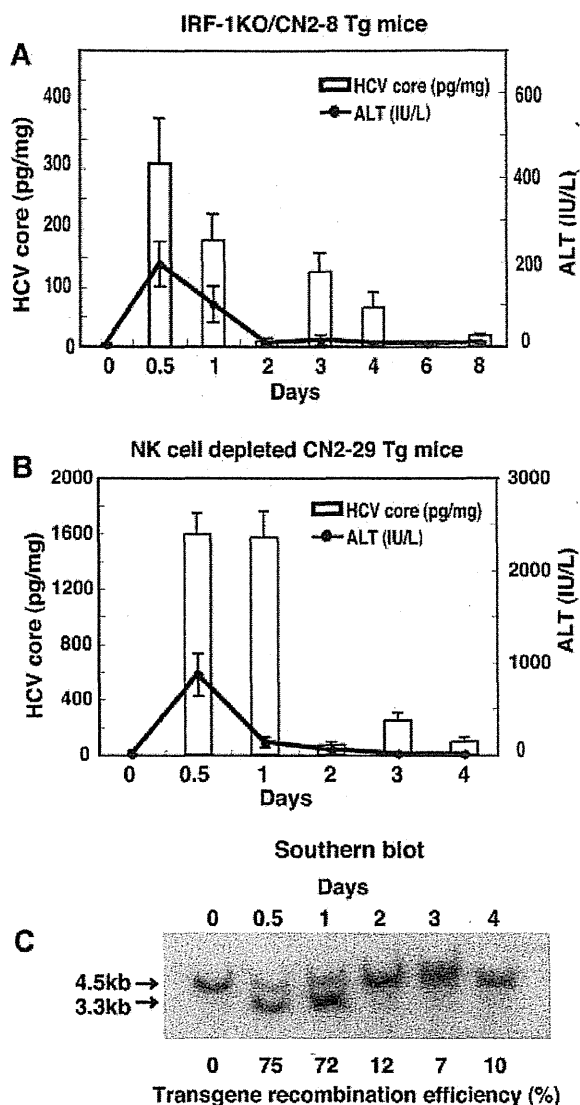 IRF-1KO/CN2-8 Tg mice
A
HCV core (pg/mg)
ALT (IU/L)
400
300
200
100
0
600
400
200
0
HCV core (pg/mg)
ALT (IU/L)
0 0.5 1 2 3 4 6 8
Days
NK cell depleted CN2-29 Tg mice
B
HCV core (pg/mg)
ALT (IU/L)
2000
1600
1200
800
400
0
3000
2000
1000
0
HCV core (pg/mg)
ALT (IU/L)
0 0.5 1 2 3 4
Days
Southern blot
Days
0 0.5 1 2 3 4
C
4.5kb→
3.3kb→
0 75 72 12 7 10
Transgene recombination efficiency (%)